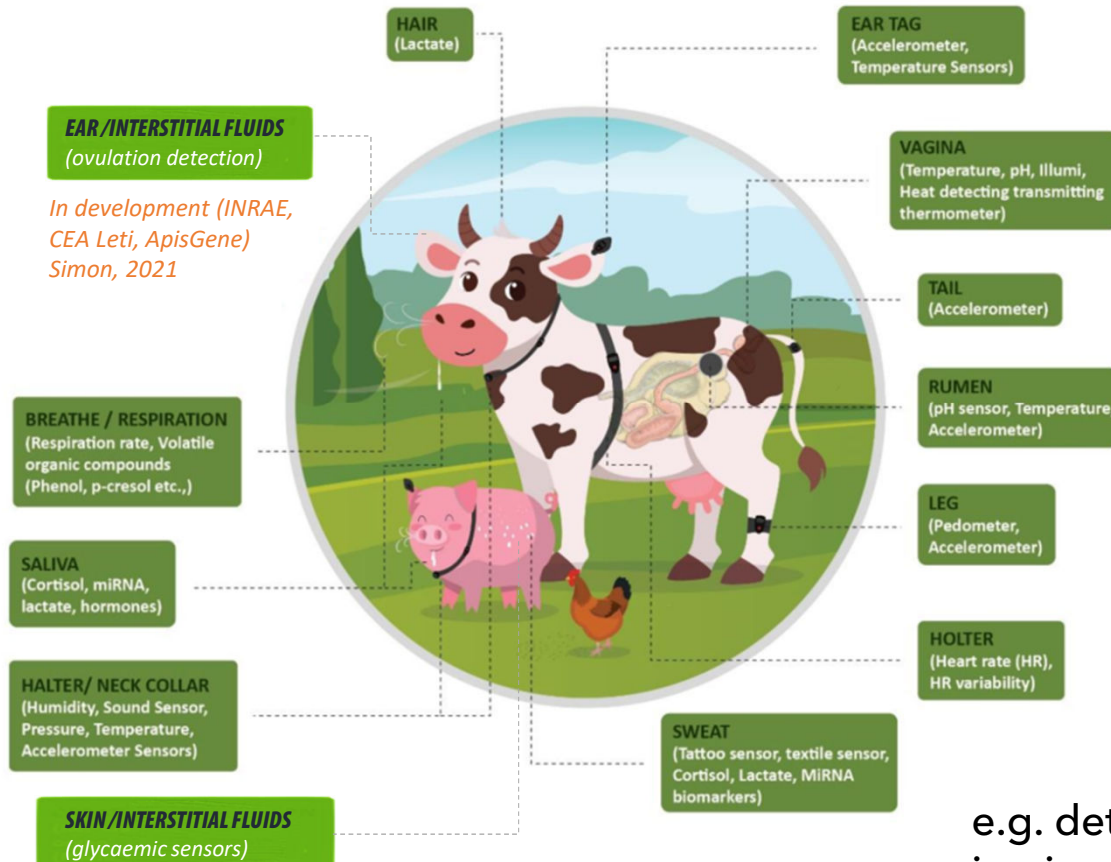 HAIR
(Lactate)
EAR TAG
(Accelerometer,
Temperature Sensors)
EAR/INTERSTITIAL FLUIDS
(ovulation detection)
In development (INRAE,
CEA Leti, ApisGene)
Simon, 2021
VAGINA
(Temperature, pH, Illumi,
Heat detecting transmitting
thermometer)
TAIL
(Accelerometer)
RUMEN
(pH sensor, Temperature
Accelerometer)
BREATHE / RESPIRATION
(Respiration rate, Volatile
organic compounds
(Phenol, p-cresol etc.,)
LEG
(Pedometer,
Accelerometer)
SALIVA
(Cortisol, miRNA,
lactate, hormones)
HOLTER
(Heart rate (HR),
HR variability)
HALTER/ NECK COLLAR
(Humidity, Sound Sensor,
Pressure, Temperature,
Accelerometer Sensors)
SWEAT
(Tattoo sensor, textile sensor,
Cortisol, Lactate, MiRNA
biomarkers)
SKIN/INTERSTITIAL FLUIDS
(glycaemic sensors)
e.g. det